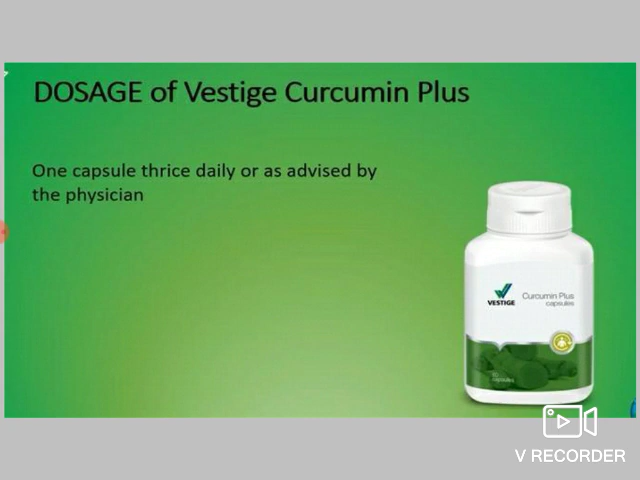 DOSAGE of Vestige Curcumin Plus
One capsule thrice daily or as advised by
the physician
VESTIGE
Curcumin Plus
capsules
capsules
V RECORDER